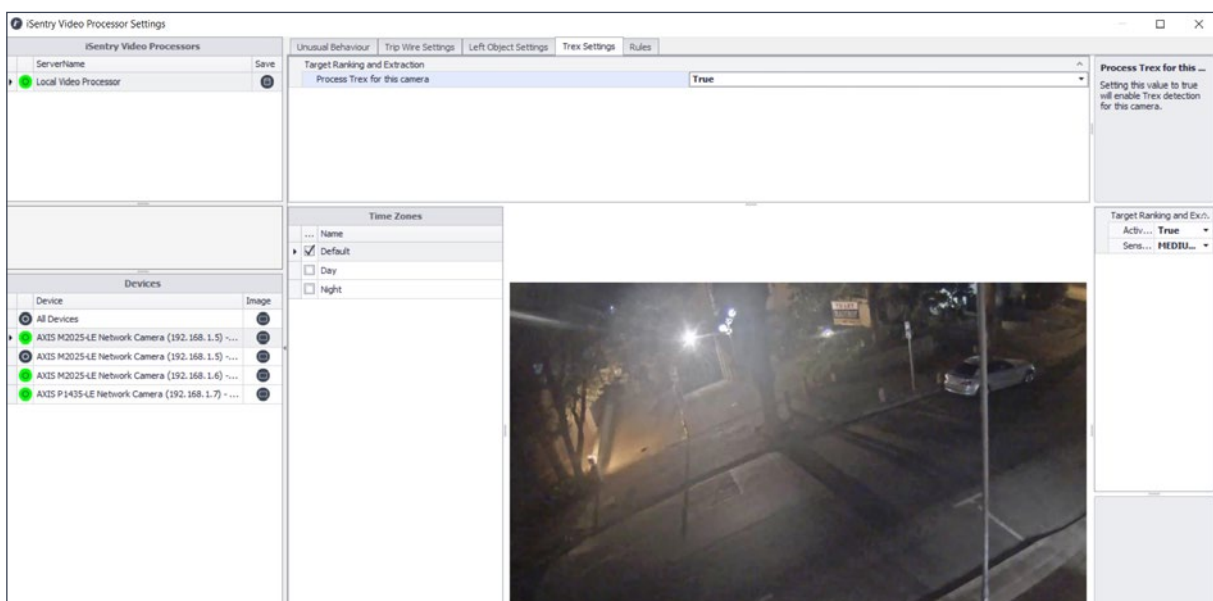 iSentry Video Processor Settings
iSentry Video Processors
ServerName Save
Local Video Processor
Unusual Behaviour Trip Wire Settings Left Object Settings Trex Settings Rules
Target Ranking and Extraction
Process Trex for this camera True
Process Trex for this ...
Setting this value to true
will enable Trex detection
for this camera.
Devices
Device Image
All Devices
AXIS M2025-LE Network Camera (192.168.1.5) -...
AXIS M2025-LE Network Camera (192.168.1.5) -...
AXIS M2025-LE Network Camera (192.168.1.6) -...
AXIS P1435-LE Network Camera (192.168.1.7) - ...
Time Zones
... Name
Default
Day
Night
TO LET
Target Ranking and Ex...
Activ... True
Sens... MEDIU...